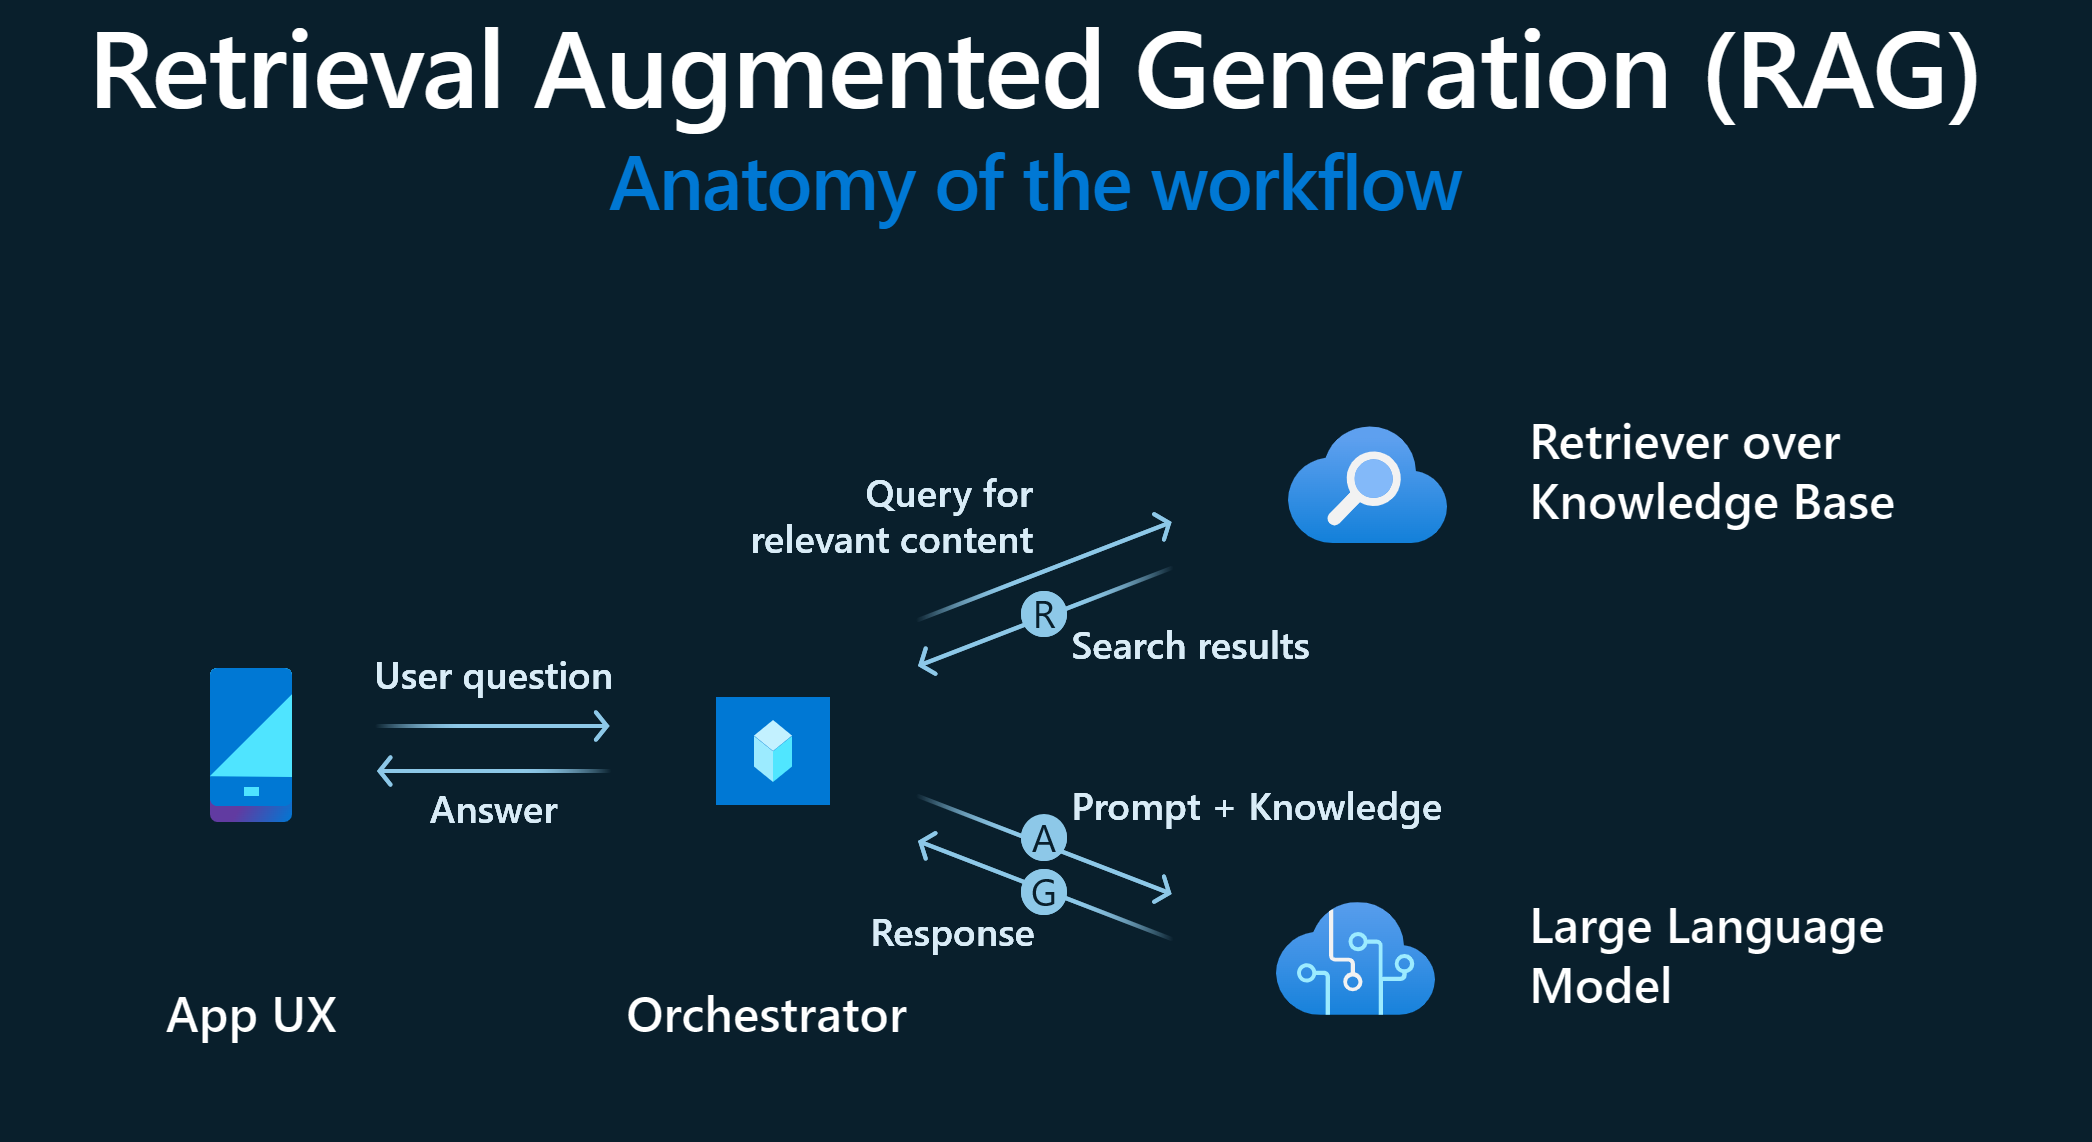 Retrieval Augmented Generation (RAG)
Anatomy of the workflow
Retriever over
Knowledge Base
Query for
relevant content
R
Search results
User question
Answer
Prompt + Knowledge
A
G
Response
Large Language
Model
App UX
Orchestrator